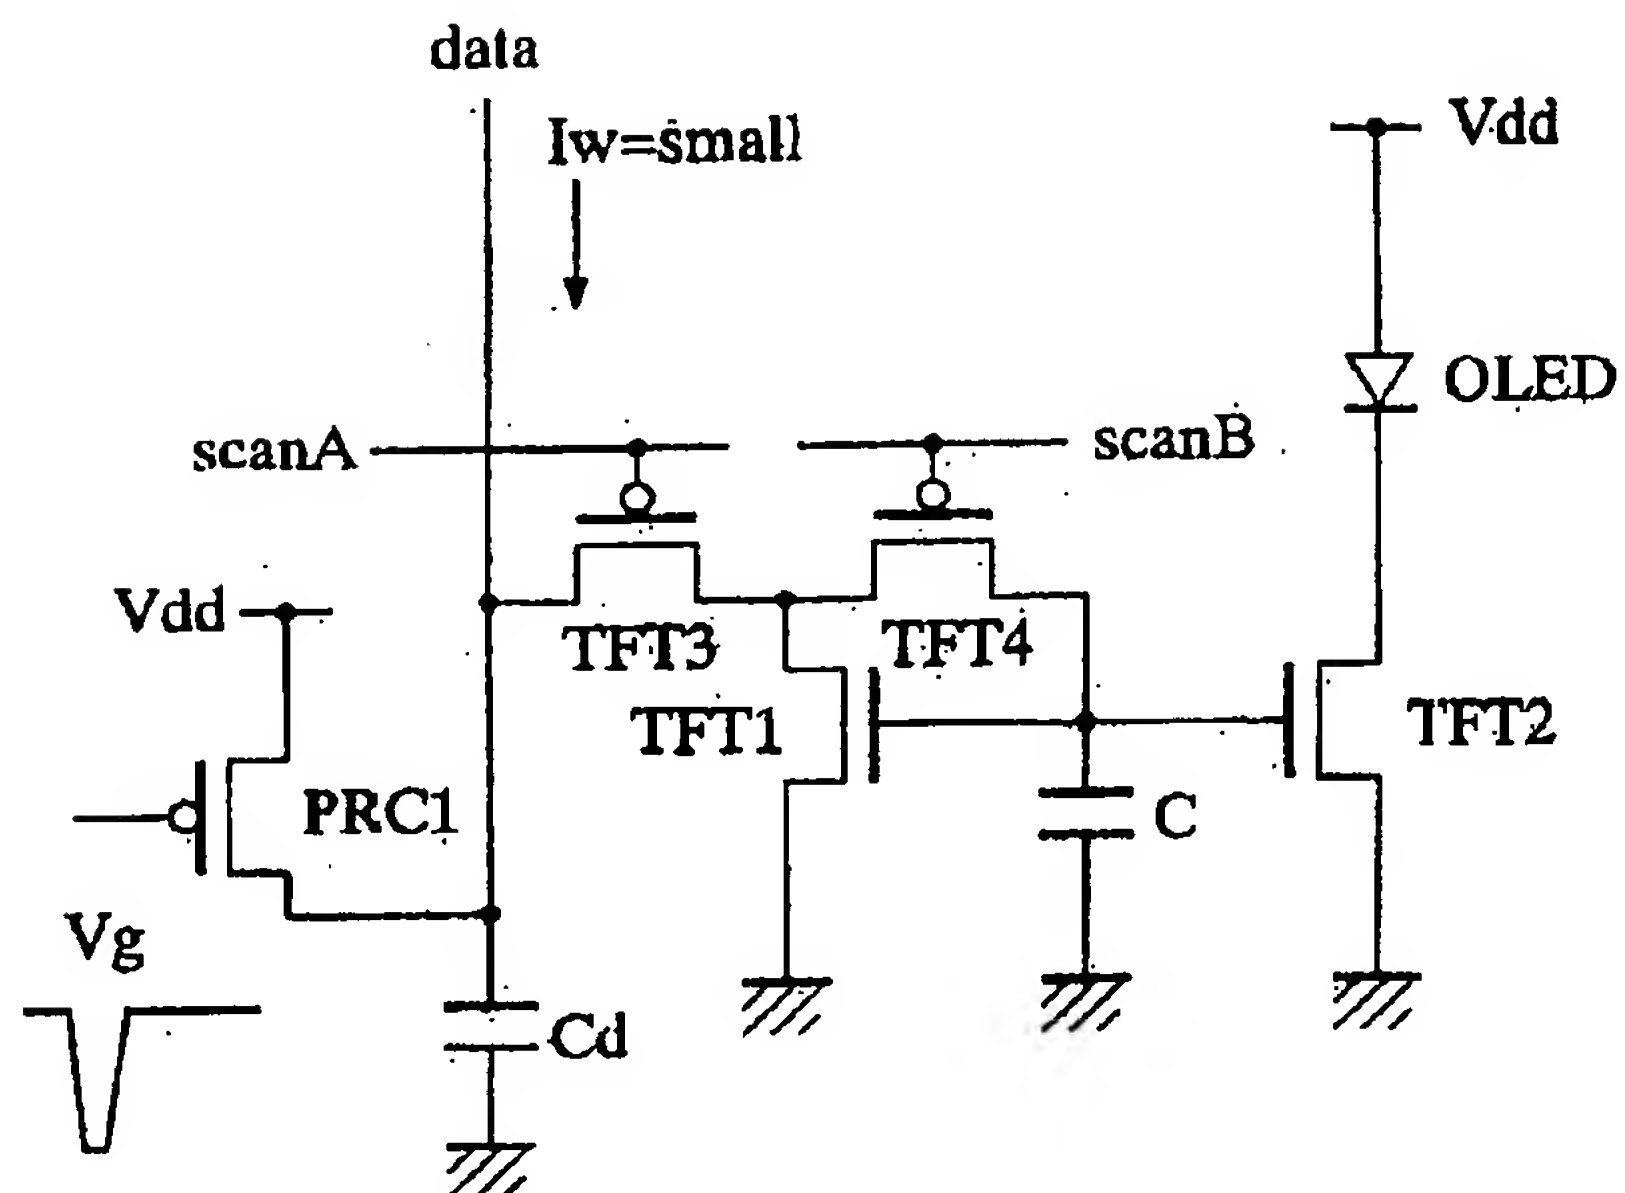 data
Iw=small
Vdd
OLED
scanA
scanB
Vdd
TFT3
TFT4
TFT1
TFT2
PRC1
C
Vg
Cd